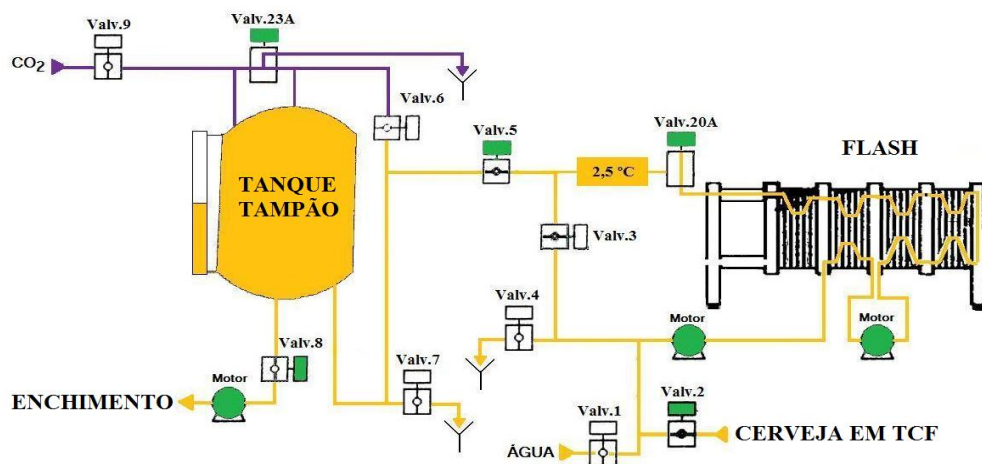 Valv.9
Valv.23A
CO2
Valv.6
Valv.5
Valv.20A
FLASH
2,5 ºC
TANQUE
TAMPÃO
Valv.3
Valv.4
Motor
Motor
Valv.8
Valv.7
Motor
ENCHIMENTO
Valv.1
Valv.2
CERVEJA EM TCF
ÁGUA